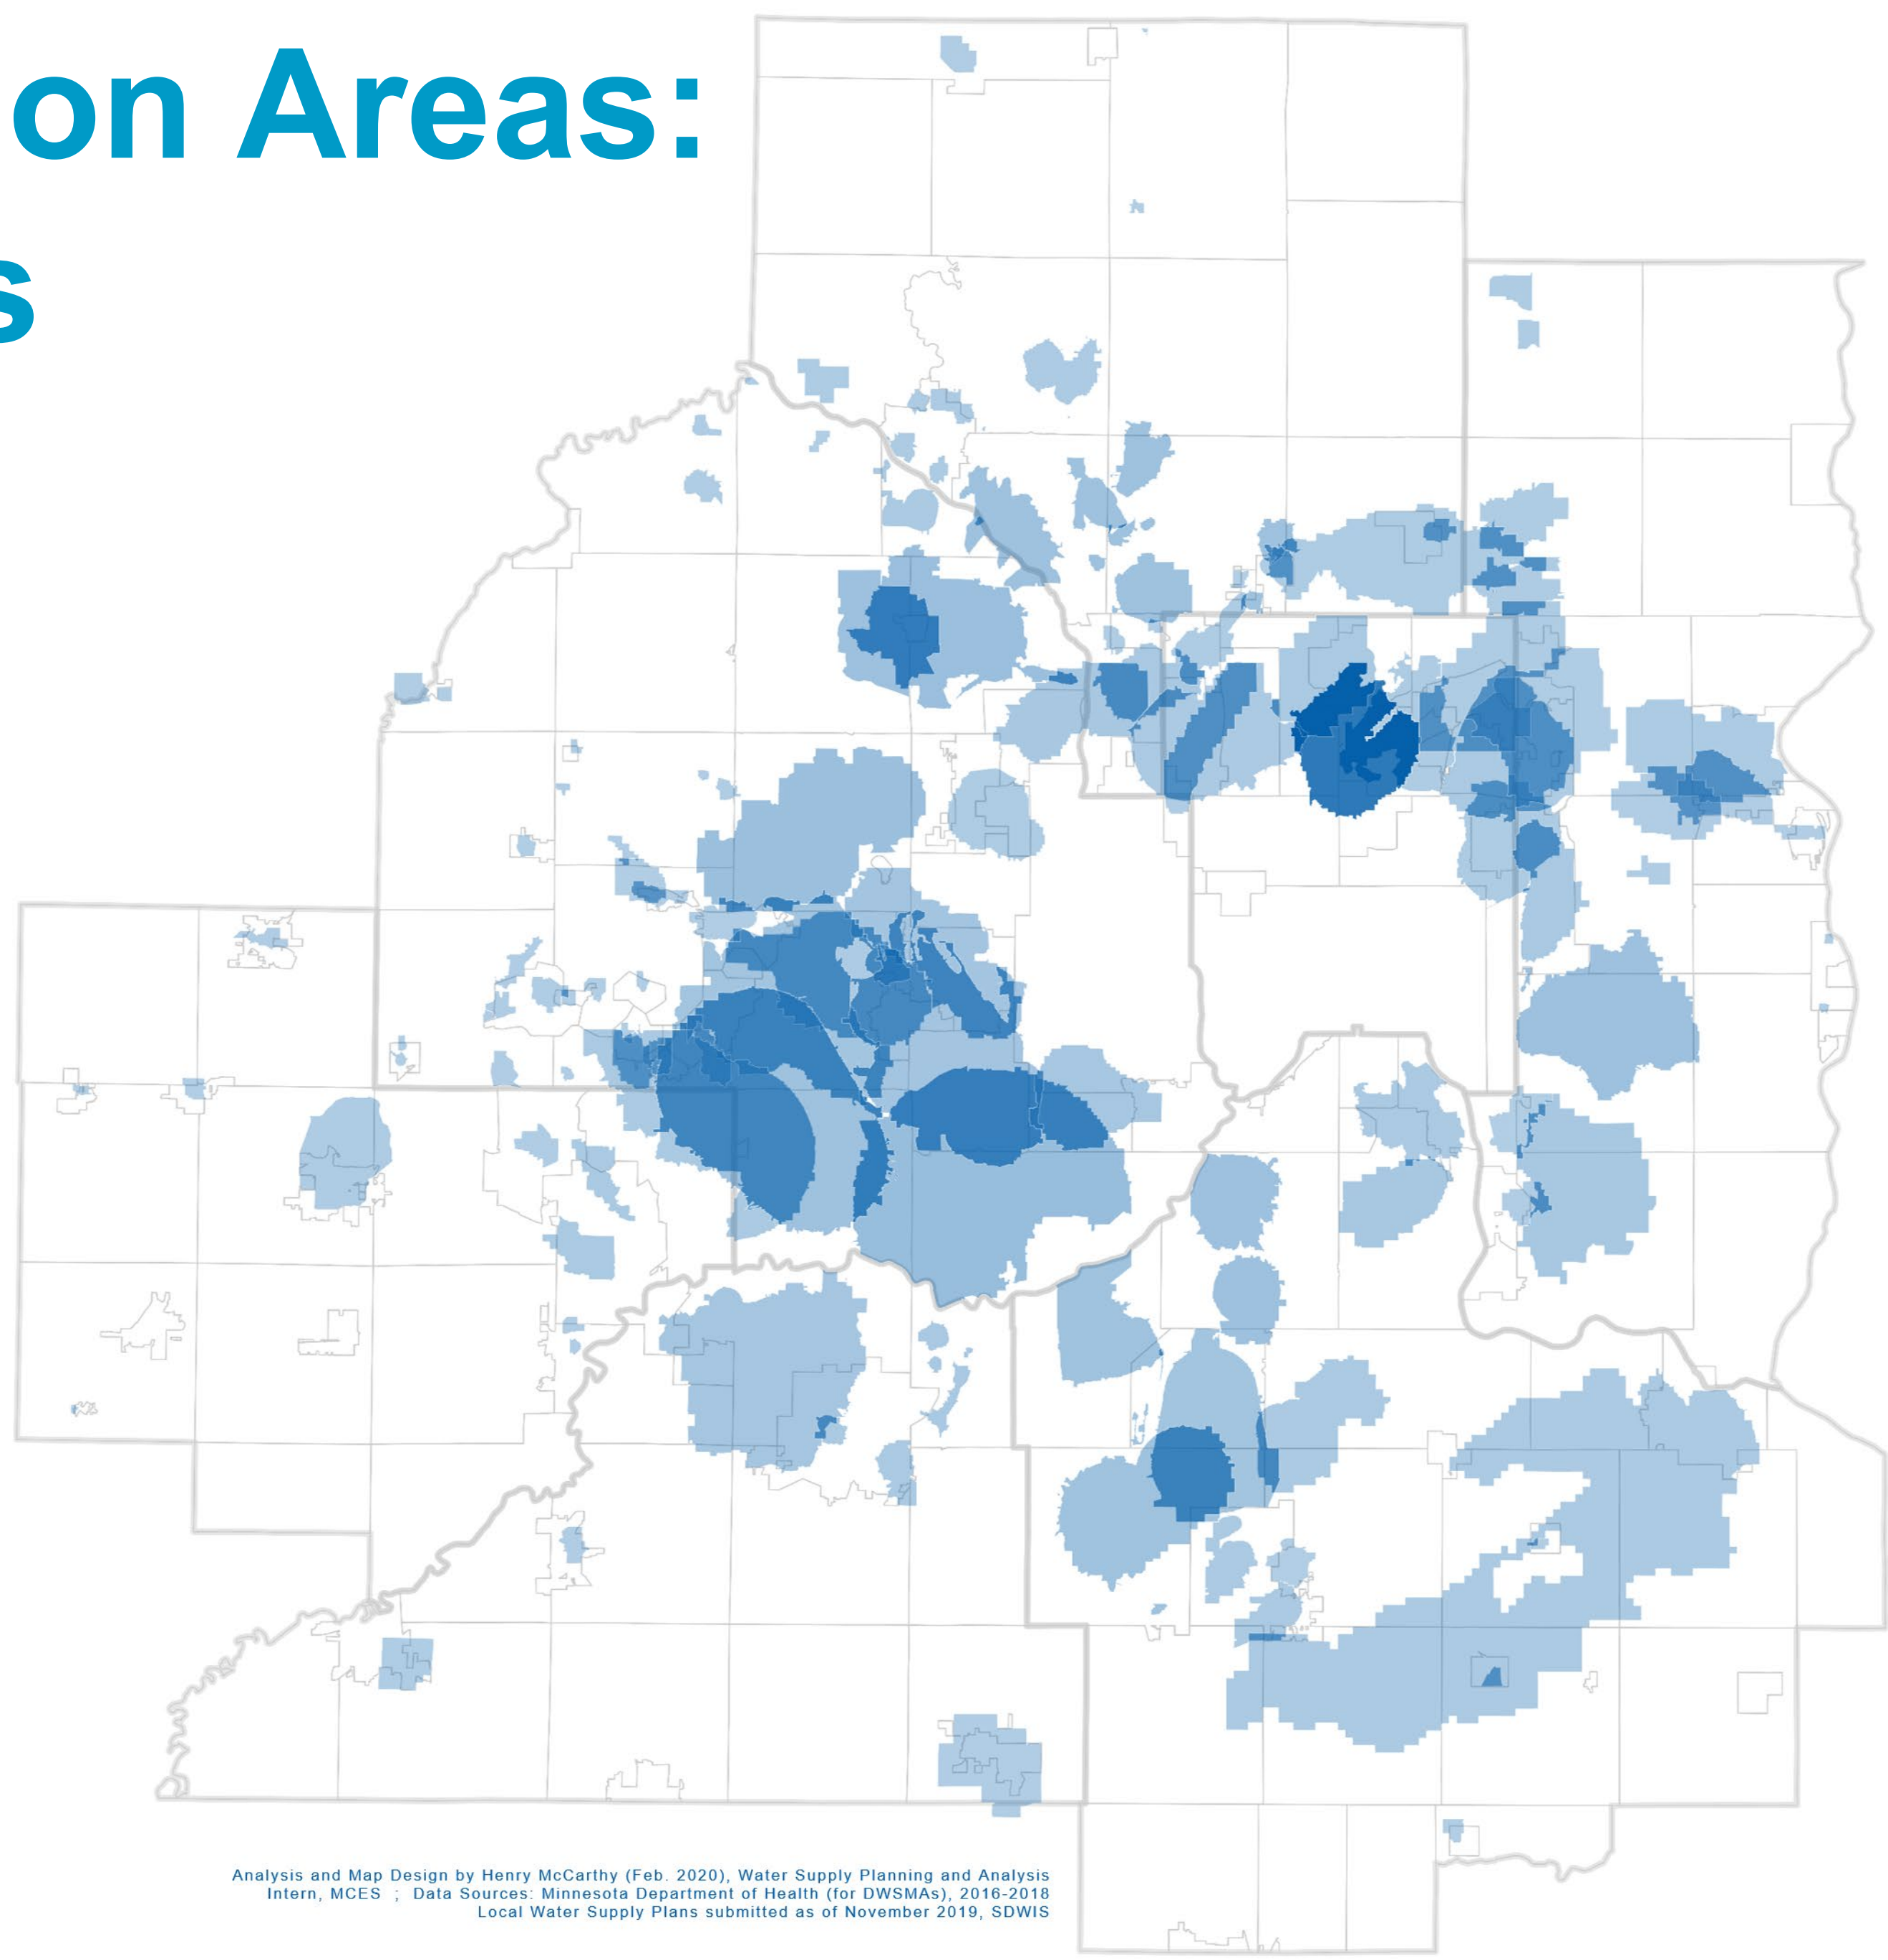 on Areas:
s
Analysis and Map Design by Henry McCarthy (Feb. 2020), Water Supply Planning and Analysis
Intern, MCES ; Data Sources: Minnesota Department of Health (for DWSMAs), 2016-2018
Local Water Supply Plans submitted as of November 2019, SDWIS